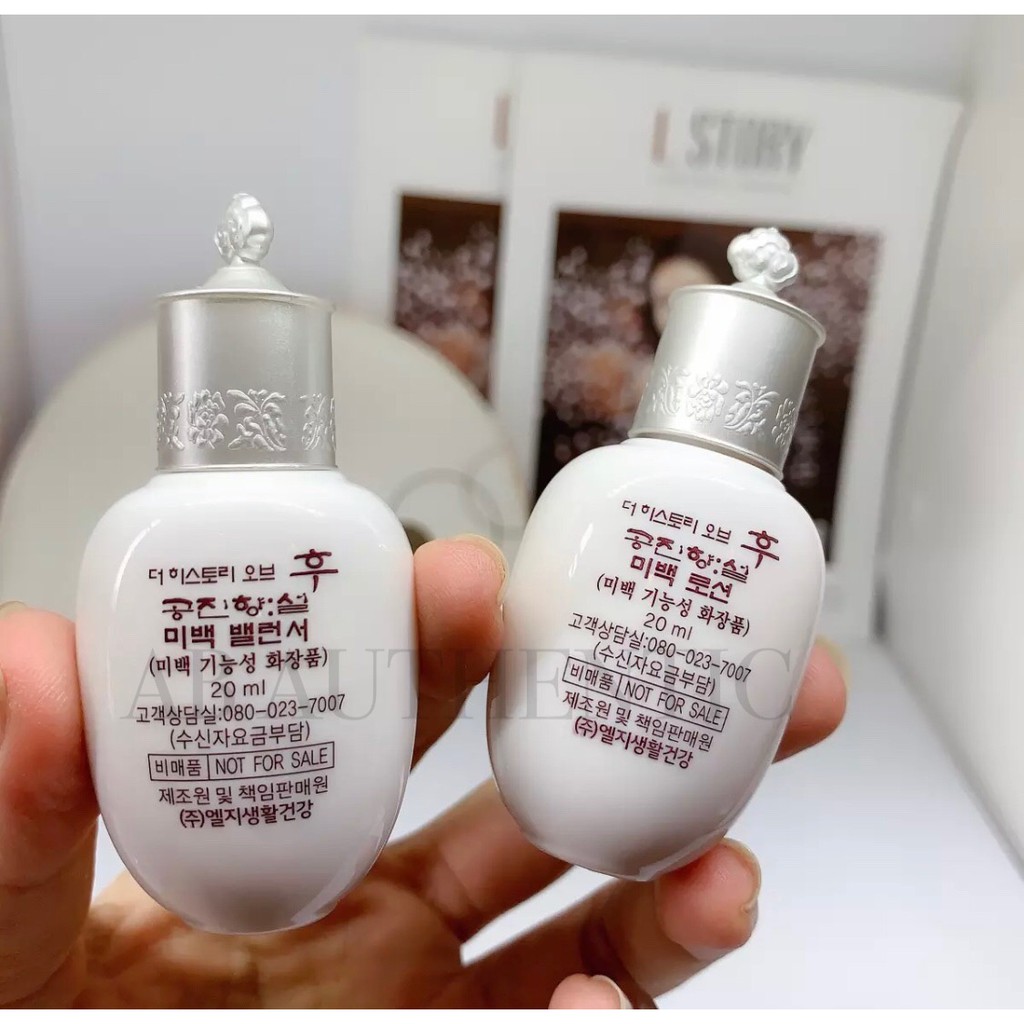 L STORY
더 히스토리 오브 후
공진향:설
미백 밸런서
(미백 기능성 화장품)
20 ml
고객상담실:080-023-7007
(수신자요금부담)
비매품 NOT FOR SALE
제조원 및 책임판매원
(주)엘지생활건강
더 히스토리 오브 후
공진향:설
미백 로션
(미백 기능성 화장품)
20 ml
고객상담실:080-023-7007
(수신자요금부담)
비매품 NOT FOR SALE
제조원 및 책임판매원
(주)엘지생활건강
AB AUTHENTIC